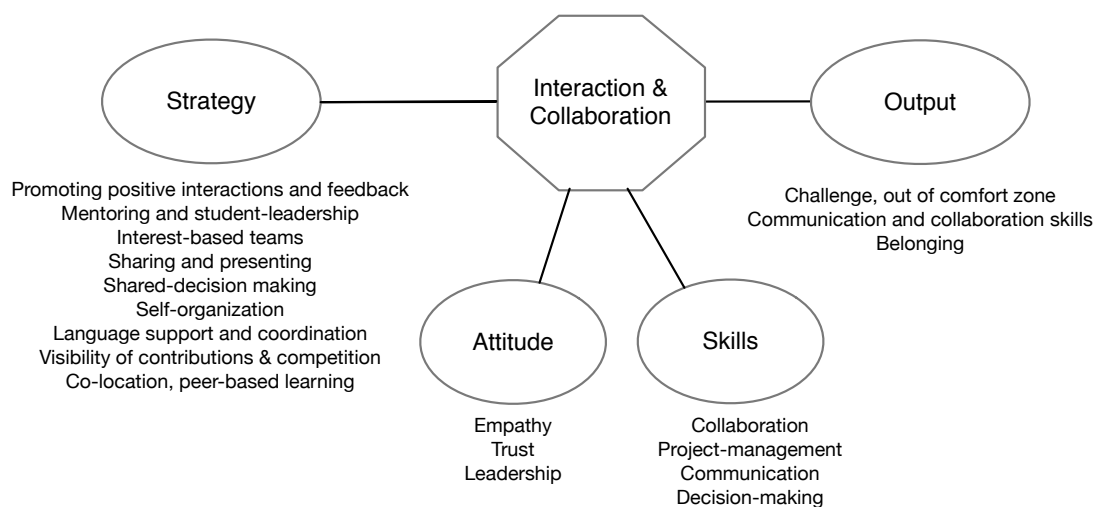 Interaction &
Collaboration
Strategy
Output
Promoting positive interactions and feedback
Mentoring and student-leadership
Interest-based teams
Sharing and presenting
Shared-decision making
Self-organization
Language support and coordination
Visibility of contributions & competition
Co-location, peer-based learning
Challenge, out of comfort zone
Communication and collaboration skills
Belonging
Attitude
Empathy
Trust
Leadership
Skills
Collaboration
Project-management
Communication
Decision-making